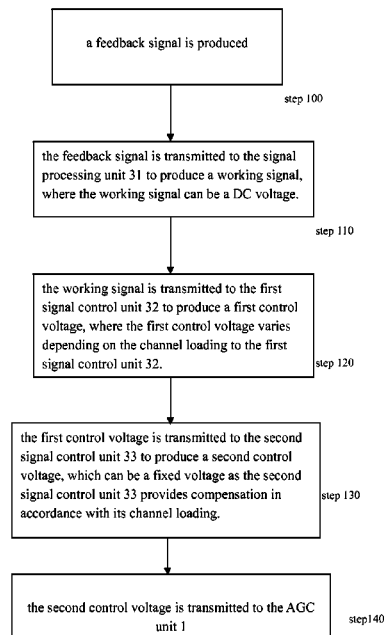 a feedback signal is produced
step 100
the feedback signal is transmitted to the signal
processing unit 31 to produce a working signal,
where the working signal can be a DC voltage.
step 110
the working signal is transmitted to the first
signal control unit 32 to produce a first control
voltage, where the first control voltage varies
depending on the channel loading to the first
signal control unit 32.
step 120
the first control voltage is transmitted to the second
signal control unit 33 to produce a second control
voltage, which can be a fixed voltage as the second
signal control unit 33 provides compensation in
accordance with its channel loading.
step 130
the second control voltage is transmitted to the AGC
unit 1
step140